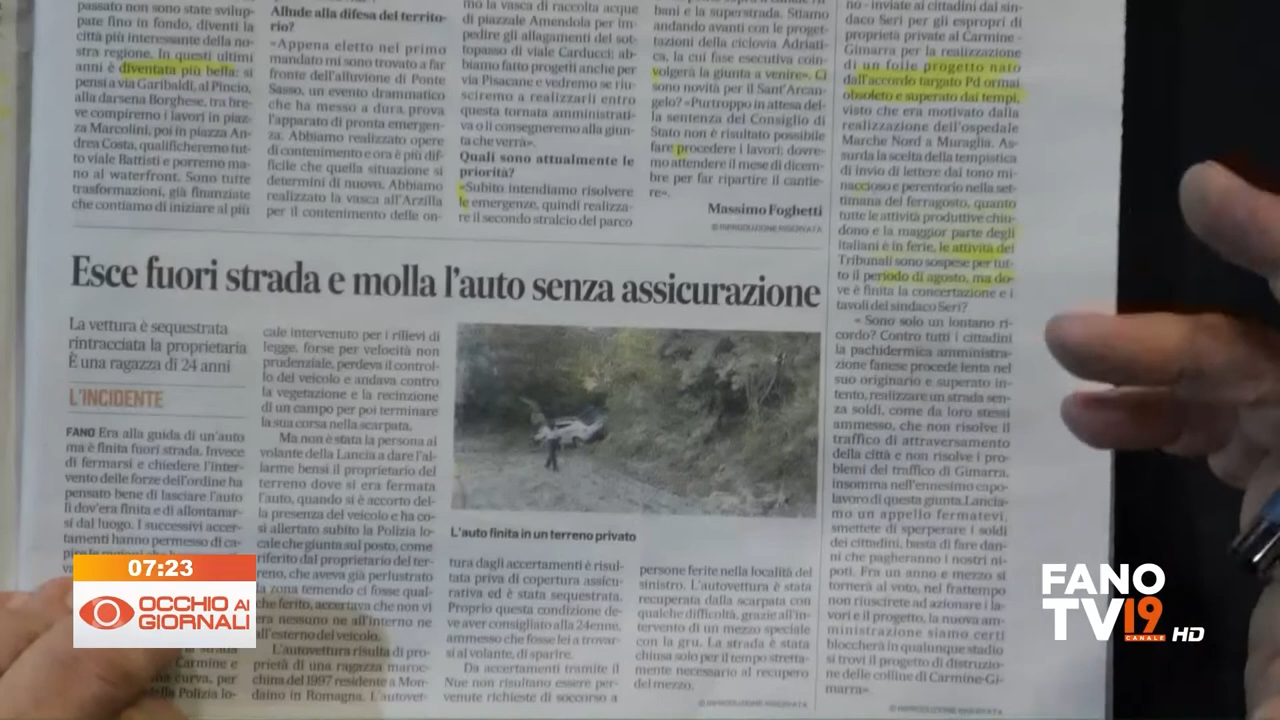 passato non sono state svilup-
pate fino in fondo, diventi la
città più interessante della no-
stra regione. In questi ultimi
anni è diventata più bella: si
pensi a via Garibaldi, al Pincio,
alla darsena Borghese, tra bre-
ve compiremo i lavori in piaz-
za Marcolini, poi in piazza An-
drea Costa, qualificheremo tut-
to viale Battisti e porremo ma-
no al waterfront. Sono tutte
trasformazioni, già finanziate
che contiamo di iniziare al più
Allude alla difesa del territo-
rio?
«Appena eletto nel primo
mandato mi sono trovato a far
fronte dell'alluvione di Ponte
Sasso, un evento drammatico
che ha messo a dura prova
l'apparato di pronta emergen-
za. Abbiamo realizzato opere
di contenimento e ora è più dif-
ficile che quella situazione si
determini di nuovo. Abbiamo
realizzato la vasca all'Arzilla
per il contenimento delle on-
mo la vasca di raccolta acque
di piazzale Amendola per im-
pedire gli allagamenti del sot-
topasso di viale Carducci; ab-
biamo fatto progetti anche per
via Pisacane e vedremo se riu-
sciremo a realizzarli entro
questa tornata amministrati-
va o li consegneremo alla giun-
ta che verrà».
Quali sono attualmente le
priorità?
«Subito intendiamo risolvere
le emergenze, quindi realizza-
re il secondo stralcio del parco
bani e la superstrada. Stiamo
andando avanti con le proget-
tazioni della ciclovia Adriati-
ca, la cui fase esecutiva coin-
volgerà la giunta a venire». Ci
sono novità per il Sant'Arcan-
gelo? «Purtroppo in attesa del-
la sentenza del Consiglio di
Stato non è risultato possibile
fare procedere i lavori; dovre-
mo attendere il mese di dicem-
bre per far ripartire il cantie-
re».
Massimo Foghetti
© RIPRODUZIONE RISERVATA
no - inviate ai cittadini dal sin-
daco Seri per gli espropri di
proprietà private al Carmine -
Gimarra per la realizzazione
di un folle progetto nato
dall'accordo targato Pd ormai
obsoleto e superato dai tempi,
visto che era motivato dalla
realizzazione dell'ospedale
Marche Nord a Muraglia. As-
surda la scelta della tempistica
di invio di lettere dai tono mi-
naccioso e perentorio nella set-
timana del ferragosto, quanto
tutte le attività produttive chiu-
dono e la maggior parte degli
italiani è in ferie, le attività dei
Tribunali sono sospese per tut-
to il periodo di agosto, ma do-
ve è finita la concertazione e i
tavoli del sindaco Seri?
« Sono solo un lontano ri-
cordo? Contro tutti i cittadini
la pachidermica amministra-
zione fanese procede lenta nel
suo originario e superato in-
tento, realizzare un strada sen-
za soldi, come da loro stessi
ammesso, che non risolve il
traffico di attraversamento
della città e non risolve i pro-
blemi del traffico di Gimarra,
insomma nell'ennesimo capo-
lavoro di questa giunta. Lancia-
mo un appello fermatevi,
smettete di sperperare i soldi
dei cittadini, basta di fare dan-
ni che pagheranno i nostri ni-
poti. Fra un anno e mezzo si
tornerà al voto, nel frattempo
non riuscirete ad azionare i la-
vori e il progetto, la nuova am-
ministrazione siamo certi
bloccherà in qualunque stadio
si trovi il progetto di distruzio-
ne delle colline di Carmine-Gi-
marra»
© RIPRODUZIONE RISERVATA
Esce fuori strada e molla l'auto senza assicurazione
La vettura è sequestrata
rintracciata la proprietaria
È una ragazza di 24 anni
L'INCIDENTE
FANO Era alla guida di un'auto
ma è finita fuori strada. Invece
di fermarsi e chiedere l'inter-
vento delle forze dell'ordine ha
pensato bene di lasciare l'auto
lì dov'era finita e di allontanar-
si dal luogo. I successivi accer-
tamenti hanno permesso di ca-
strada
Carmine e
una curva, per
della Polizia lo-
cale intervenuto per i rilievi di
legge, forse per velocità non
prudenziale, perdeva il control-
lo del veicolo e andava contro
la vegetazione e la recinzione
di un campo per poi terminare
la sua corsa nella scarpata.
Ma non è stata la persona al
volante della Lancia a dare l'al-
larme bensì il proprietario del
terreno dove si era fermata
l'auto, quando si è accorto del-
la presenza del veicolo e ha co-
sì allertato subito la Polizia lo-
cale che giunta sul posto, come
riferito dal proprietario del ter-
reno, che aveva già perlustrato
la zona temendo ci fosse qual-
che ferito, accertava che non vi
era nessuno ne all'interno ne
all'esterno del veicolo.
L'autovettura risulta di pro-
prietà di una ragazza maroc-
china del 1997 residente a Mon-
daino in Romagna. L'autovet-
L'auto finita in un terreno privato
tura dagli accertamenti è risul-
tata priva di copertura assicu-
rativa ed è stata sequestrata.
Proprio questa condizione de-
ve aver consigliato alla 24enne,
ammesso che fosse lei a trovar-
si al volante, di sparire.
Da accertamenti tramite il
Nue non risultano essere per-
venute richieste di soccorso a
persone ferite nella località del
sinistro. L'autovettura è stata
recuperata dalla scarpata con
qualche difficoltà, grazie all'in-
tervento di un mezzo speciale
con la gru. La strada è stata
chiusa solo per il tempo stretta-
mente necessario al recupero
del mezzo.
© RIPRODUZIONE RISERVATA
07:23
OCCHIO AI
GIORNALI
FANO
TV19
CANALE
HD